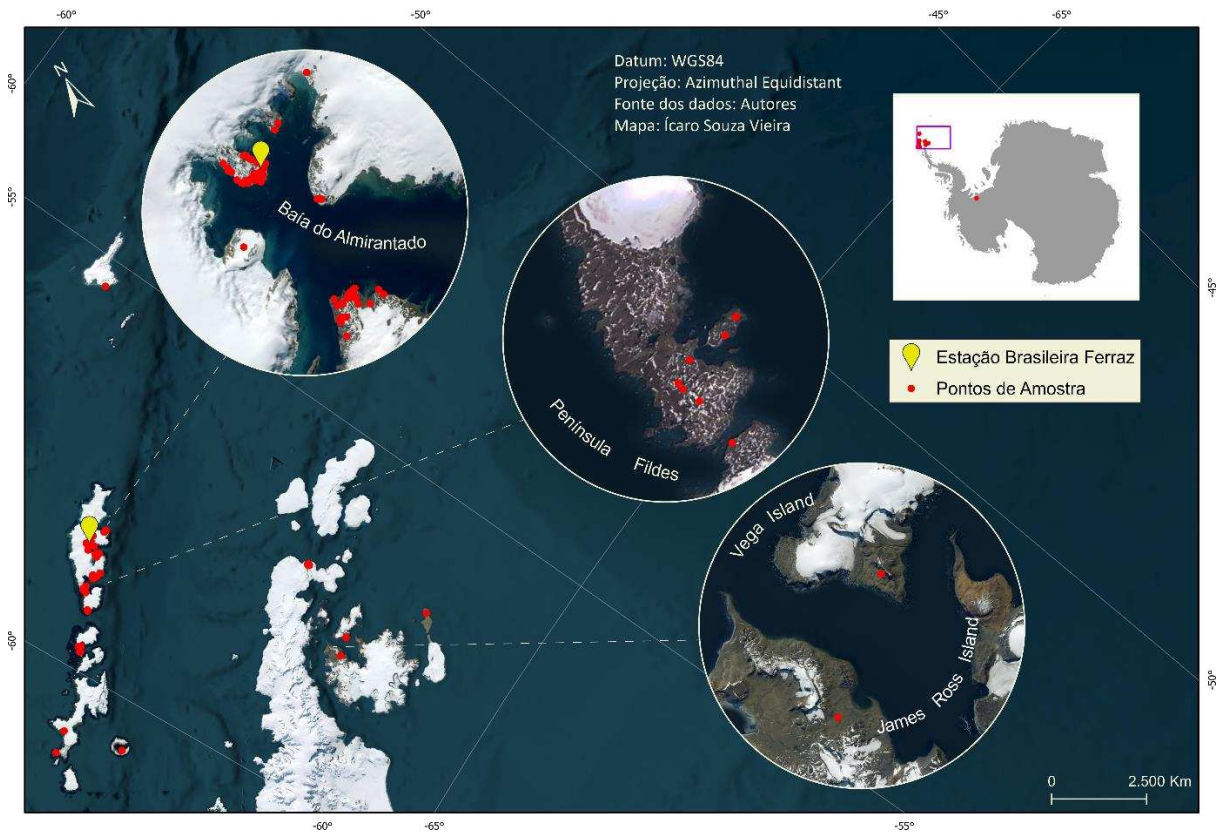 -60°
-50°
-45°
-65°
-60°
N
Datum: WGS84
Projeção: Azimuthal Equidistant
Fonte dos dados: Autores
Mapa: Ícaro Souza Vieira
-55°
Baía do Almirantado
-45°
Estação Brasileira Ferraz
Pontos de Amostra
Península Fildes
Vega Island
-60°
James Ross Island
-50°
0 2.500 Km
-60°
-65°
-55°